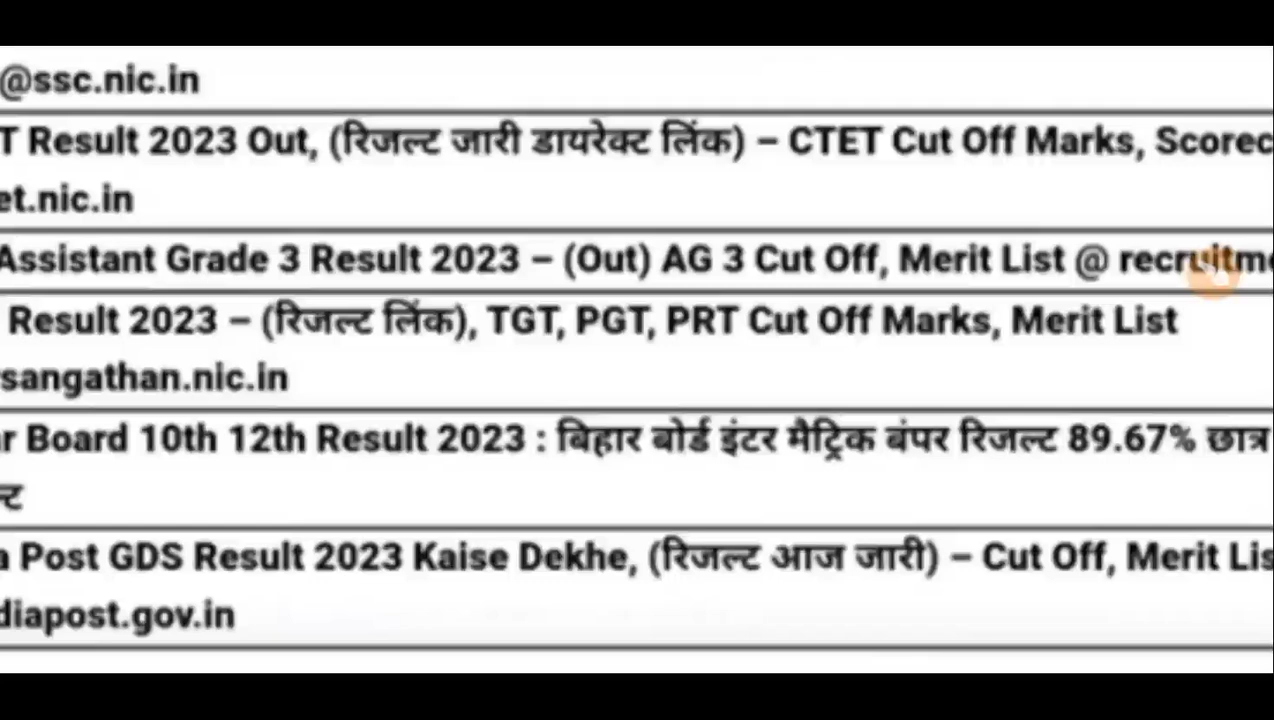 @ssc.nic.in
T Result 2023 Out, (रिजल्ट जारी डायरेक्ट लिंक) – CTET Cut Off Marks, Scorec
et.nic.in
Assistant Grade 3 Result 2023 – (Out) AG 3 Cut Off, Merit List @ recruitme
Result 2023 – (रिजल्ट लिंक), TGT, PGT, PRT Cut Off Marks, Merit List
sangathan.nic.in
r Board 10th 12th Result 2023 : बिहार बोर्ड इंटर मैट्रिक बंपर रिजल्ट 89.67% छात्र
ल्ट
a Post GDS Result 2023 Kaise Dekhe, (रिजल्ट आज जारी) – Cut Off, Merit Lis
diapost.gov.in